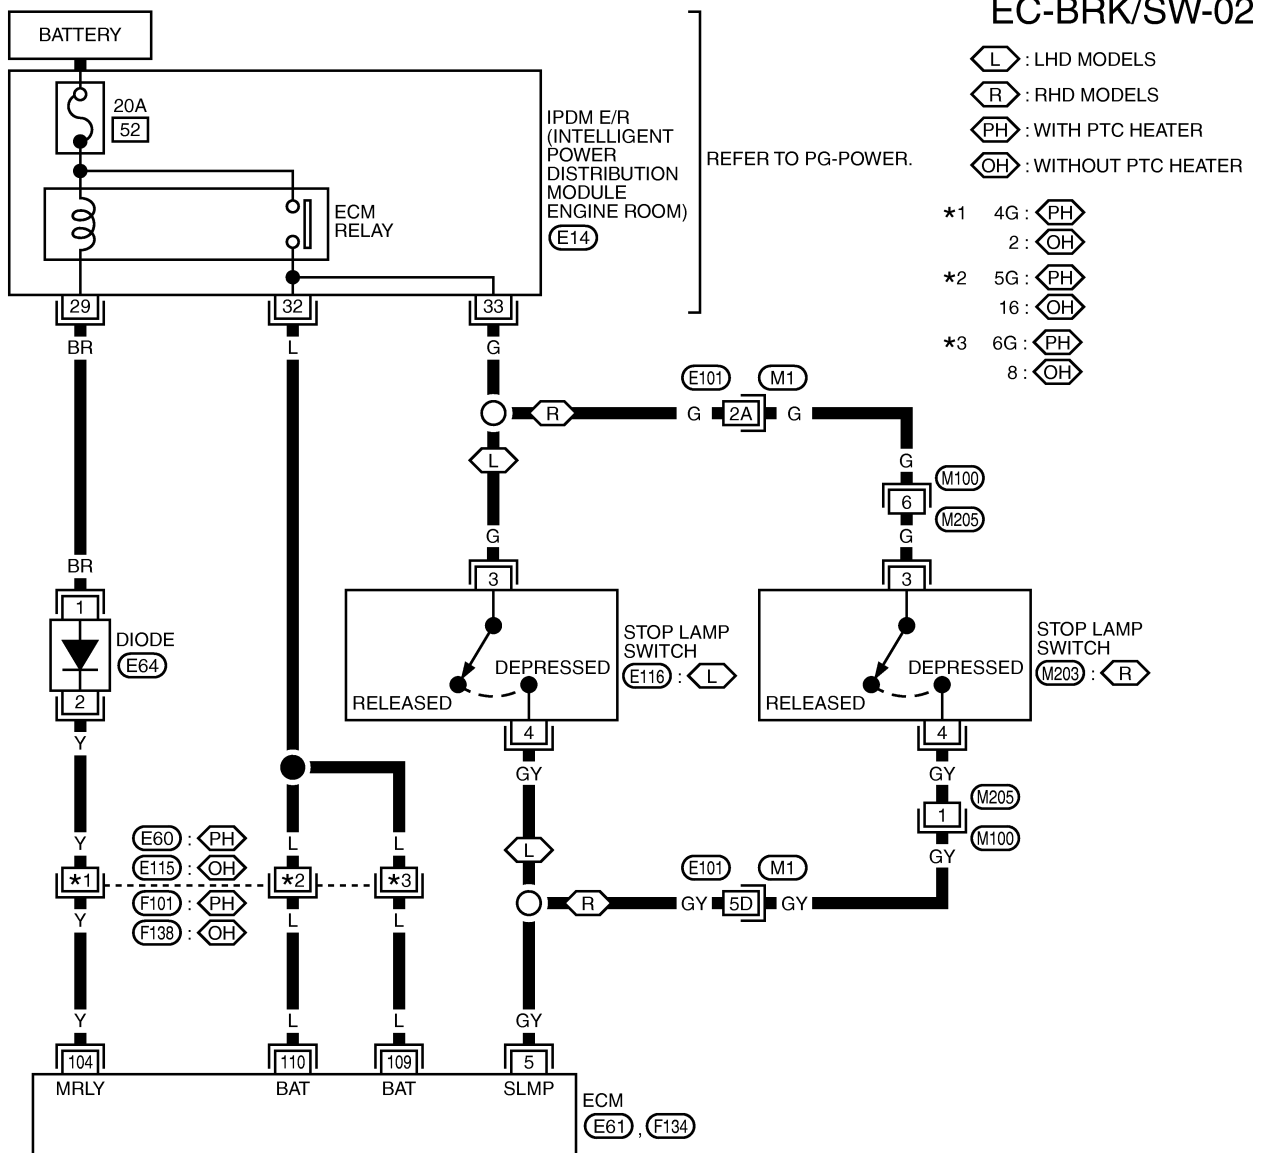 EC-BRK/SW-02
BATTERY
L : LHD MODELS
R : RHD MODELS
PH : WITH PTC HEATER
OH : WITHOUT PTC HEATER
*1 4G : PH
2 : OH
*2 5G : PH
16 : OH
*3 6G : PH
8 : OH
20A
52
IPDM E/R
(INTELLIGENT
POWER
DISTRIBUTION
MODULE
ENGINE ROOM)
E14
REFER TO PG-POWER.
ECM
RELAY
29 32 33
BR L G
E101 M1
R G 2A G
L
G M100
6
M205
G G
BR
3 3
1
DIODE
E64
2
STOP LAMP
SWITCH
E116 : L
DEPRESSED
RELEASED
STOP LAMP
SWITCH
M203 : R
DEPRESSED
RELEASED
4 4
Y GY GY
M205
1
M100
Y L L L GY
E60 : PH
E115 : OH
*1 *2 *3
F101 : PH
F138 : OH
E101 M1
R GY 5D GY
Y L L
Y L L GY
104 110 109 5
MRLY BAT BAT SLMP
ECM
E61 , F134